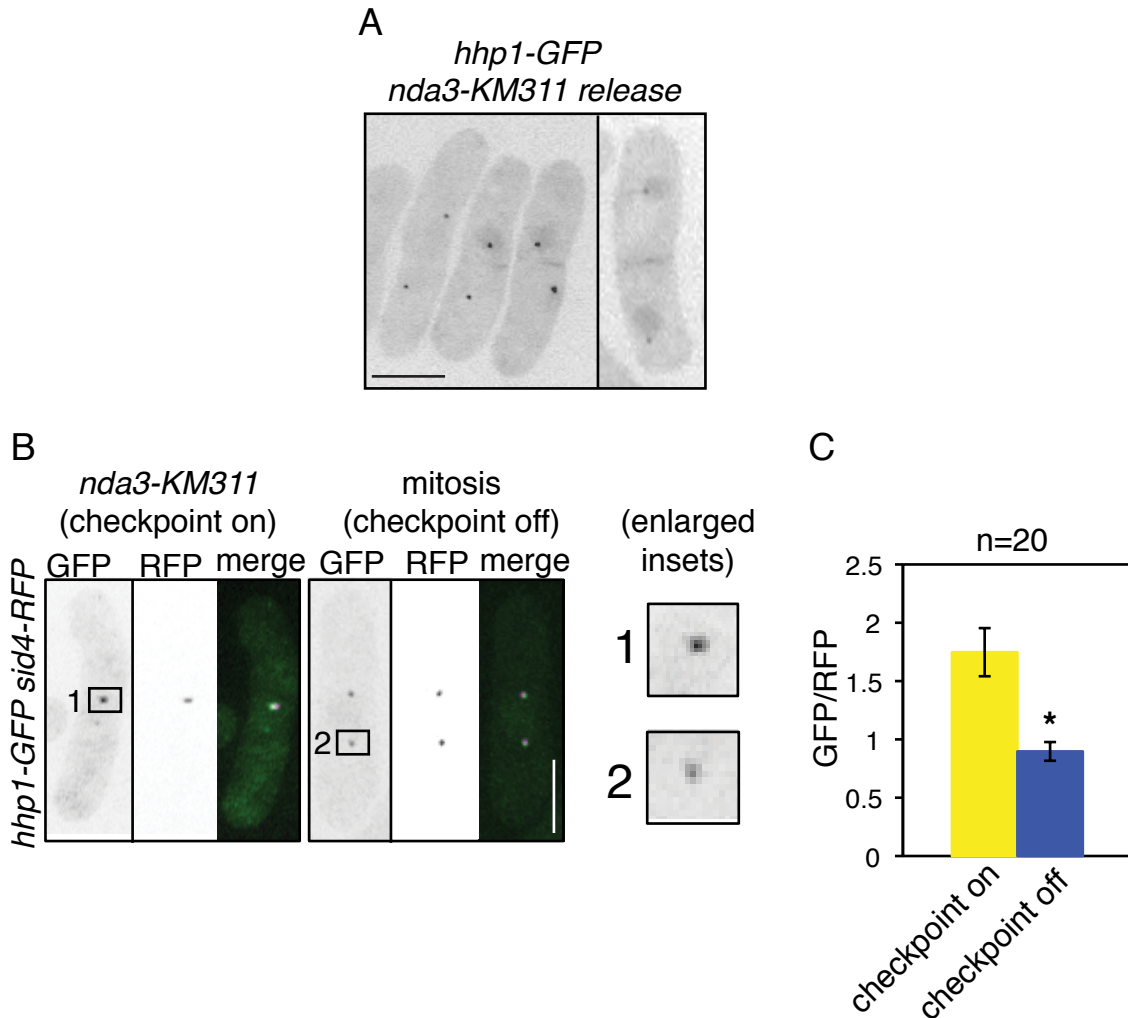 A
hhp1-GFP
nda3-KM311 release
B
nda3-KM311
(checkpoint on)
mitosis
(checkpoint off)
(enlarged
insets)
GFP RFP merge
GFP RFP merge
hhp1-GFP sid4-RFP
1
2
1
2
C
n=20
GFP/RFP
2.5
2
1.5
1
0.5
0
*
checkpoint on
checkpoint off